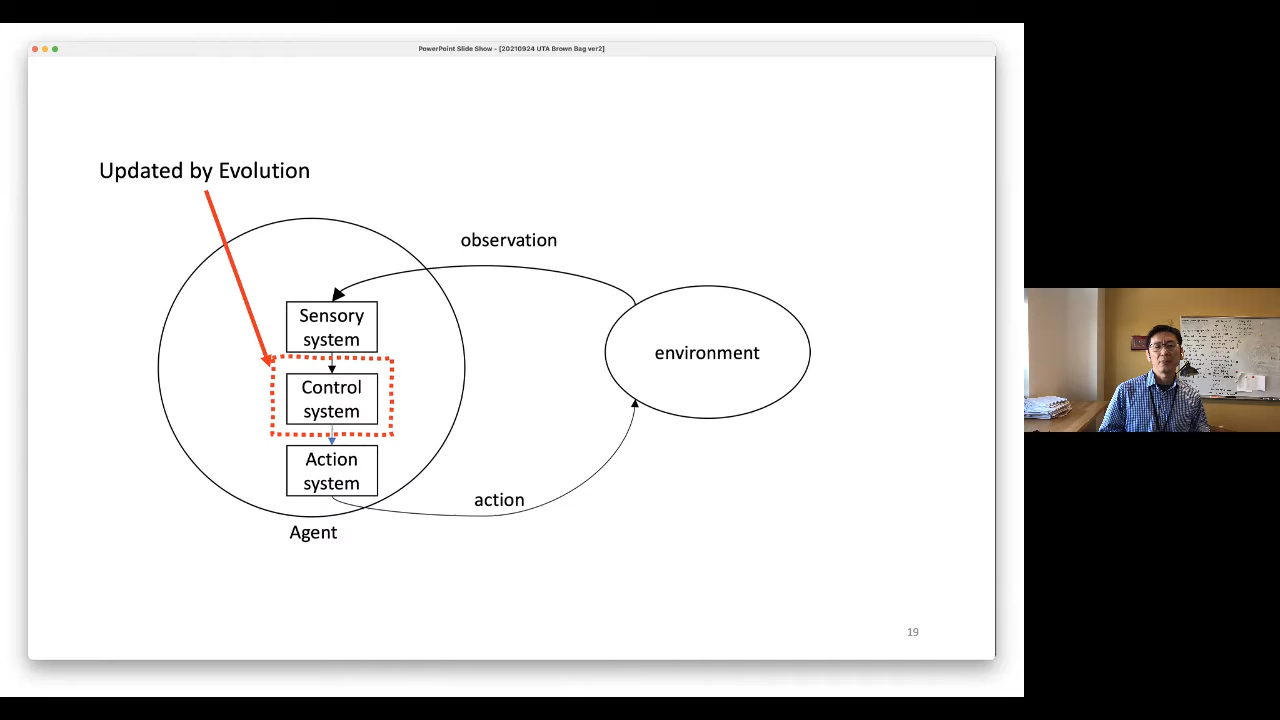 PowerPoint Slide Show - [20210924 UTA Brown Bag ver2]
Updated by Evolution
observation
Sensory
system
environment
Control
system
Action
system
action
Agent
19